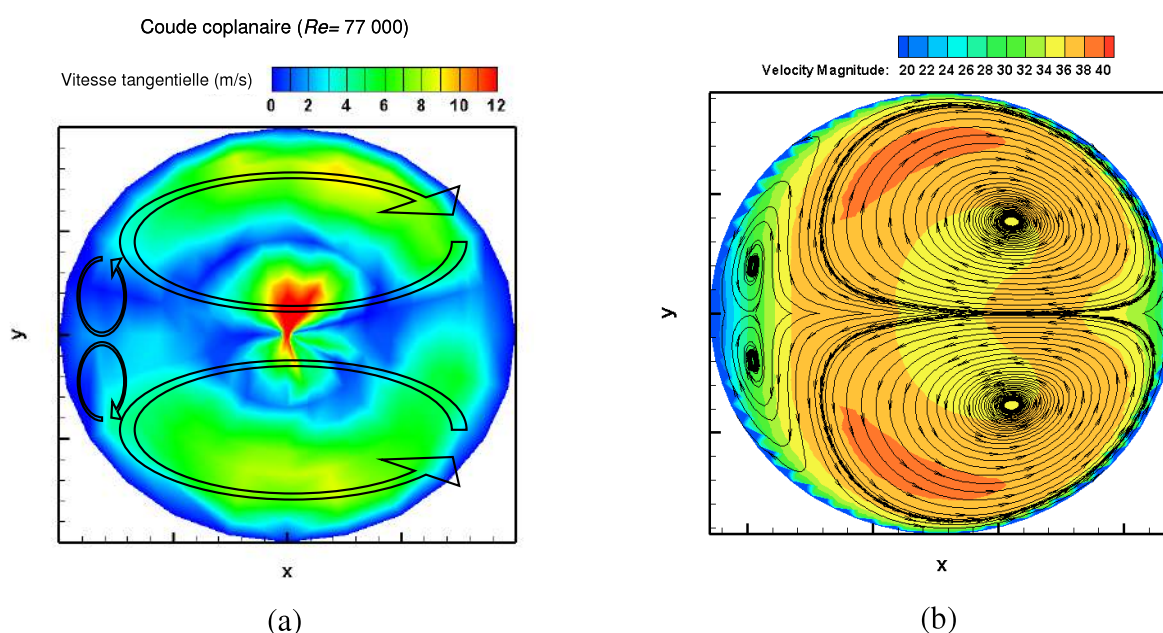 Coude coplanaire (Re= 77 000)
Vitesse tangentielle (m/s)
0 2 4 6 8 10 12
y
x
(a)
Velocity Magnitude: 20 22 24 26 28 30 32 34 36 38 40
y
x
(b)